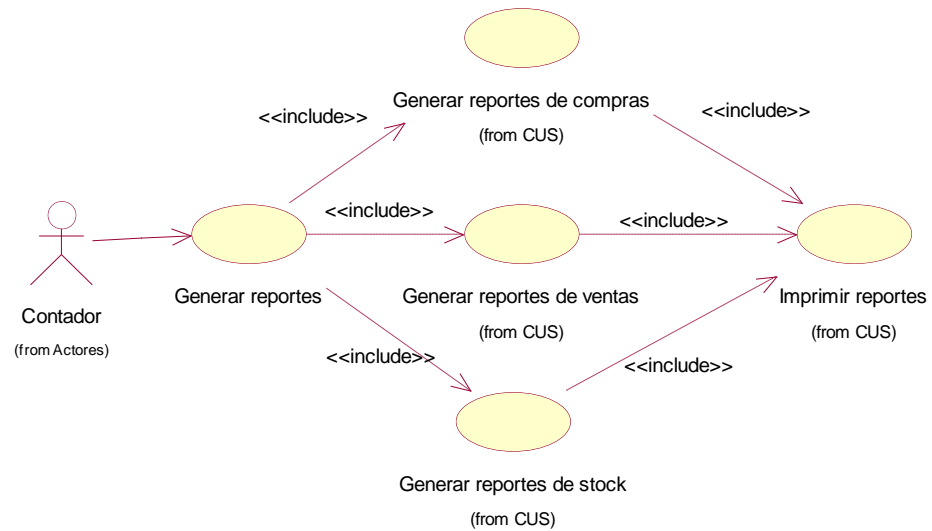 Generar reportes de compras
(from CUS)
<<include>>
<<include>>
<<include>>
<<include>>
Contador
(from Actores)
Generar reportes
Generar reportes de ventas
(from CUS)
Imprimir reportes
(from CUS)
<<include>>
<<include>>
Generar reportes de stock
(from CUS)